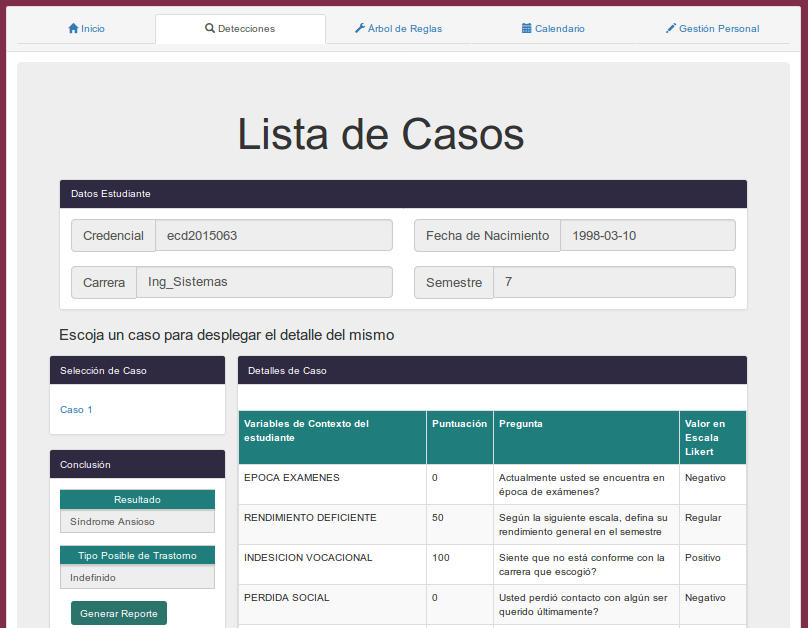 Inicio
Detecciones
Arbol de Reglas
Calendario
Gestión Personal
Lista de Casos
Datos Estudiante
Credencial ecd2015063
Fecha de Nacimiento 1998-03-10
Carrera Ing_Sistemas
Semestre 7
Escoja un caso para desplegar el detalle del mismo
Selección de Caso
Caso 1
Conclusión
Resultado
Síndrome Ansioso
Tipo Posible de Trastorno
Indefinido
Generar Reporte
Detalles de Caso
Variables de Contexto del
estudiante
Puntuación
Pregunta
Valor en
Escala
Likert
EPOCA EXAMENES
0
Actualmente usted se encuentra en
época de exámenes?
Negativo
RENDIMIENTO DEFICIENTE
50
Según la siguiente escala, defina su
rendimiento general en el semestre
Regular
INDESICION VOCACIONAL
100
Siente que no está conforme con la
carrera que escogió?
Positivo
PERDIDA SOCIAL
0
Usted perdió contacto con algún ser
querido últimamente?
Negativo